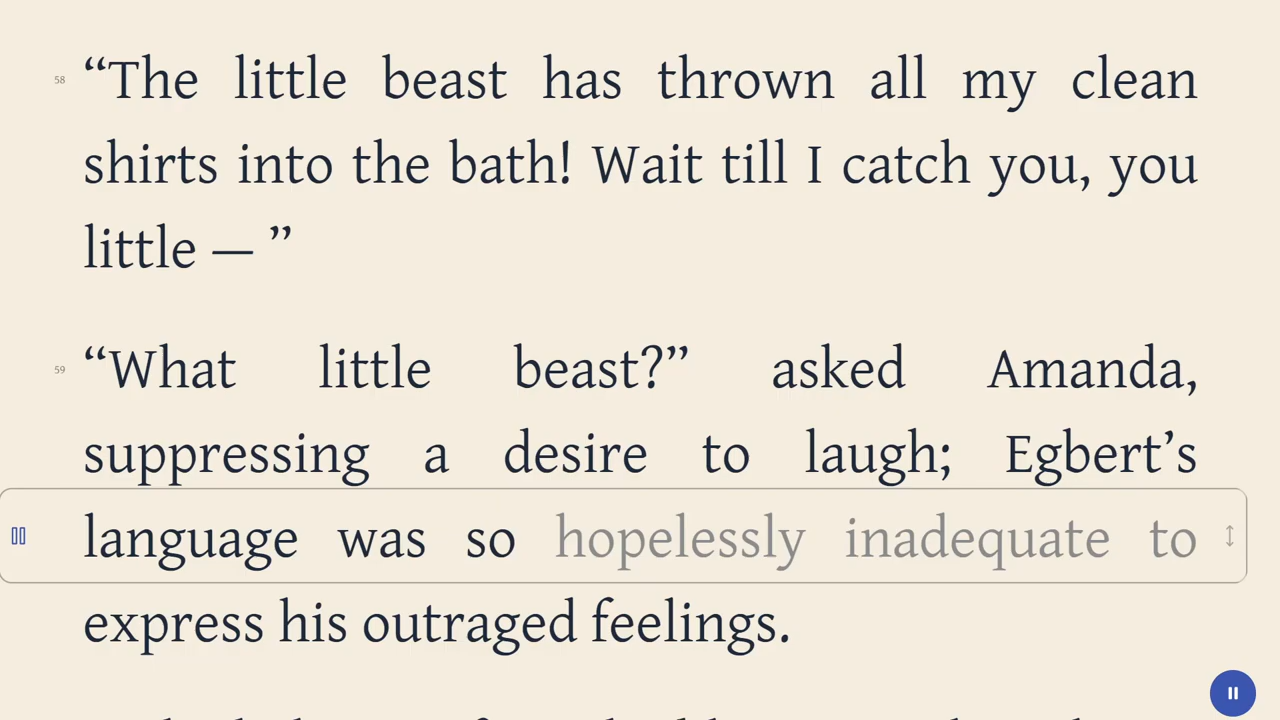 58
“The little beast has thrown all my clean
shirts into the bath! Wait till I catch you, you
little — ”
59
“What little beast?” asked Amanda,
suppressing a desire to laugh; Egbert’s
language was so hopelessly inadequate to
express his outraged feelings.